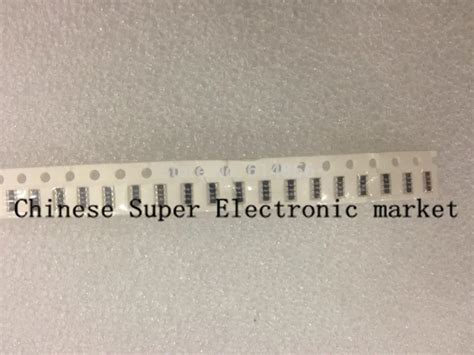 Chinese Super Electronic market